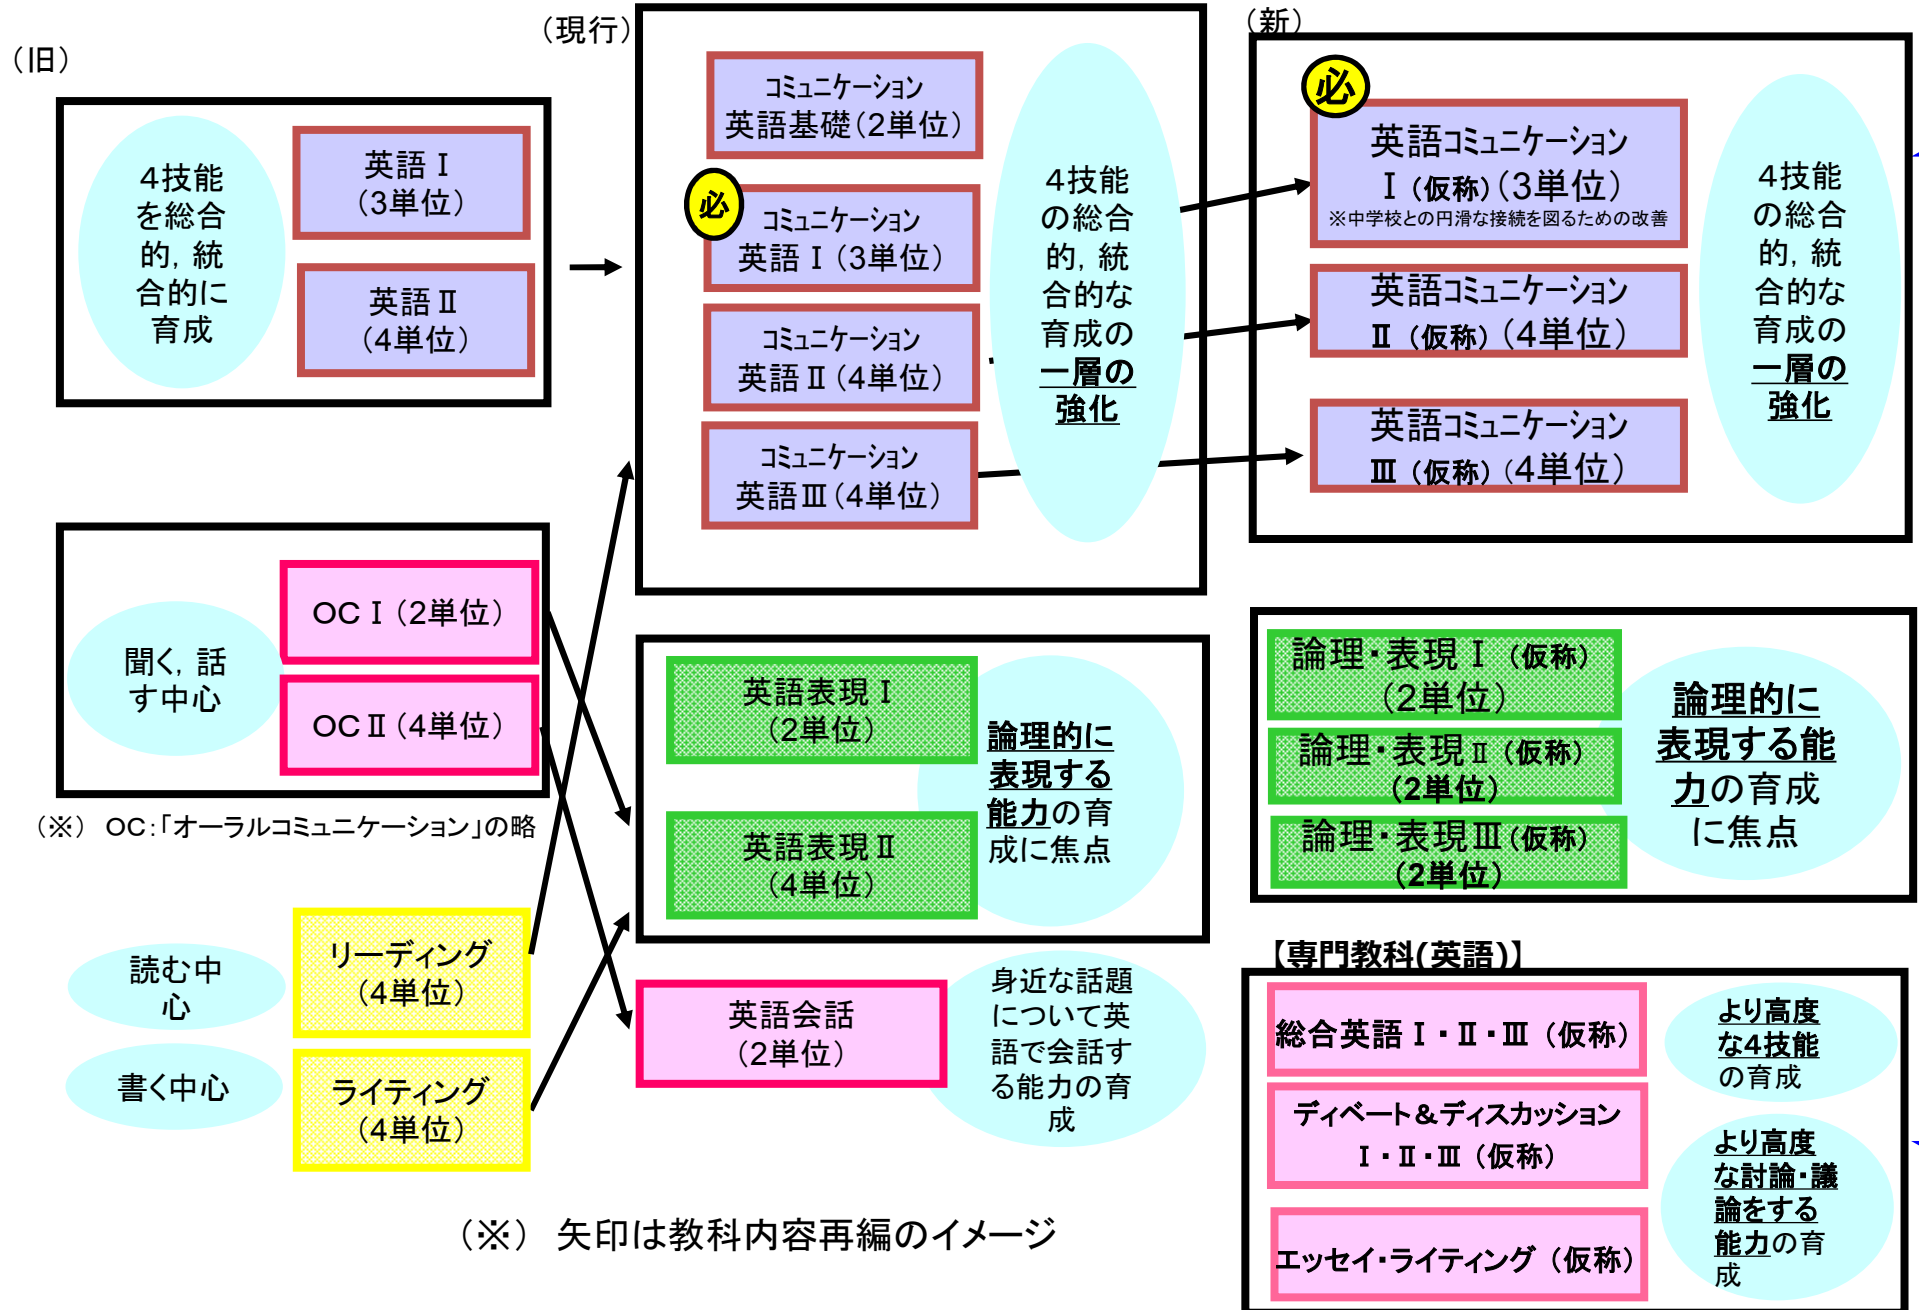 （旧）
4技能
を総合
的，統
合的に
育成
英語Ⅰ
（3単位）
英語Ⅱ
（4単位）
聞く，話
す中心
OCⅠ（2単位）
OCⅡ（4単位）
（※） OC：「オーラルコミュニケーション」の略
読む中
心
リーディング
（4単位）
書く中心
ライティング
（4単位）
（現行）
コミュニケーション
英語基礎（2単位）
必
コミュニケーション
英語Ⅰ（3単位）
コミュニケーション
英語Ⅱ（4単位）
コミュニケーション
英語Ⅲ（4単位）
4技能
の総合
的，統
合的な
育成の
一層の
強化
英語表現Ⅰ
（2単位）
英語表現Ⅱ
（4単位）
論理的に
表現する
能力の育
成に焦点
英語会話
（2単位）
身近な話題
について英
語で会話す
る能力の育
成
（新）
必
英語コミュニケーション
Ⅰ（仮称）（3単位）
※中学校との円滑な接続を図るための改善
英語コミュニケーション
Ⅱ（仮称）（4単位）
英語コミュニケーション
Ⅲ（仮称）（4単位）
4技能
の総合
的，統
合的な
育成の
一層の
強化
論理・表現Ⅰ（仮称）
（2単位）
論理・表現Ⅱ（仮称）
（2単位）
論理・表現Ⅲ（仮称）
（2単位）
論理的に
表現する能
力の育成
に焦点
【専門教科(英語)】
総合英語Ⅰ・Ⅱ・Ⅲ（仮称）
ディベート＆ディスカッション
Ⅰ・Ⅱ・Ⅲ（仮称）
エッセイ・ライティング（仮称）
より高度
な4技能
の育成
より高度
な討論・議
論をする
能力の育
成
（※） 矢印は教科内容再編のイメージ